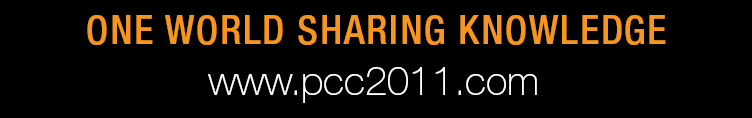 ONE WORLD SHARING KNOWLEDGE
www.pcc2011.com